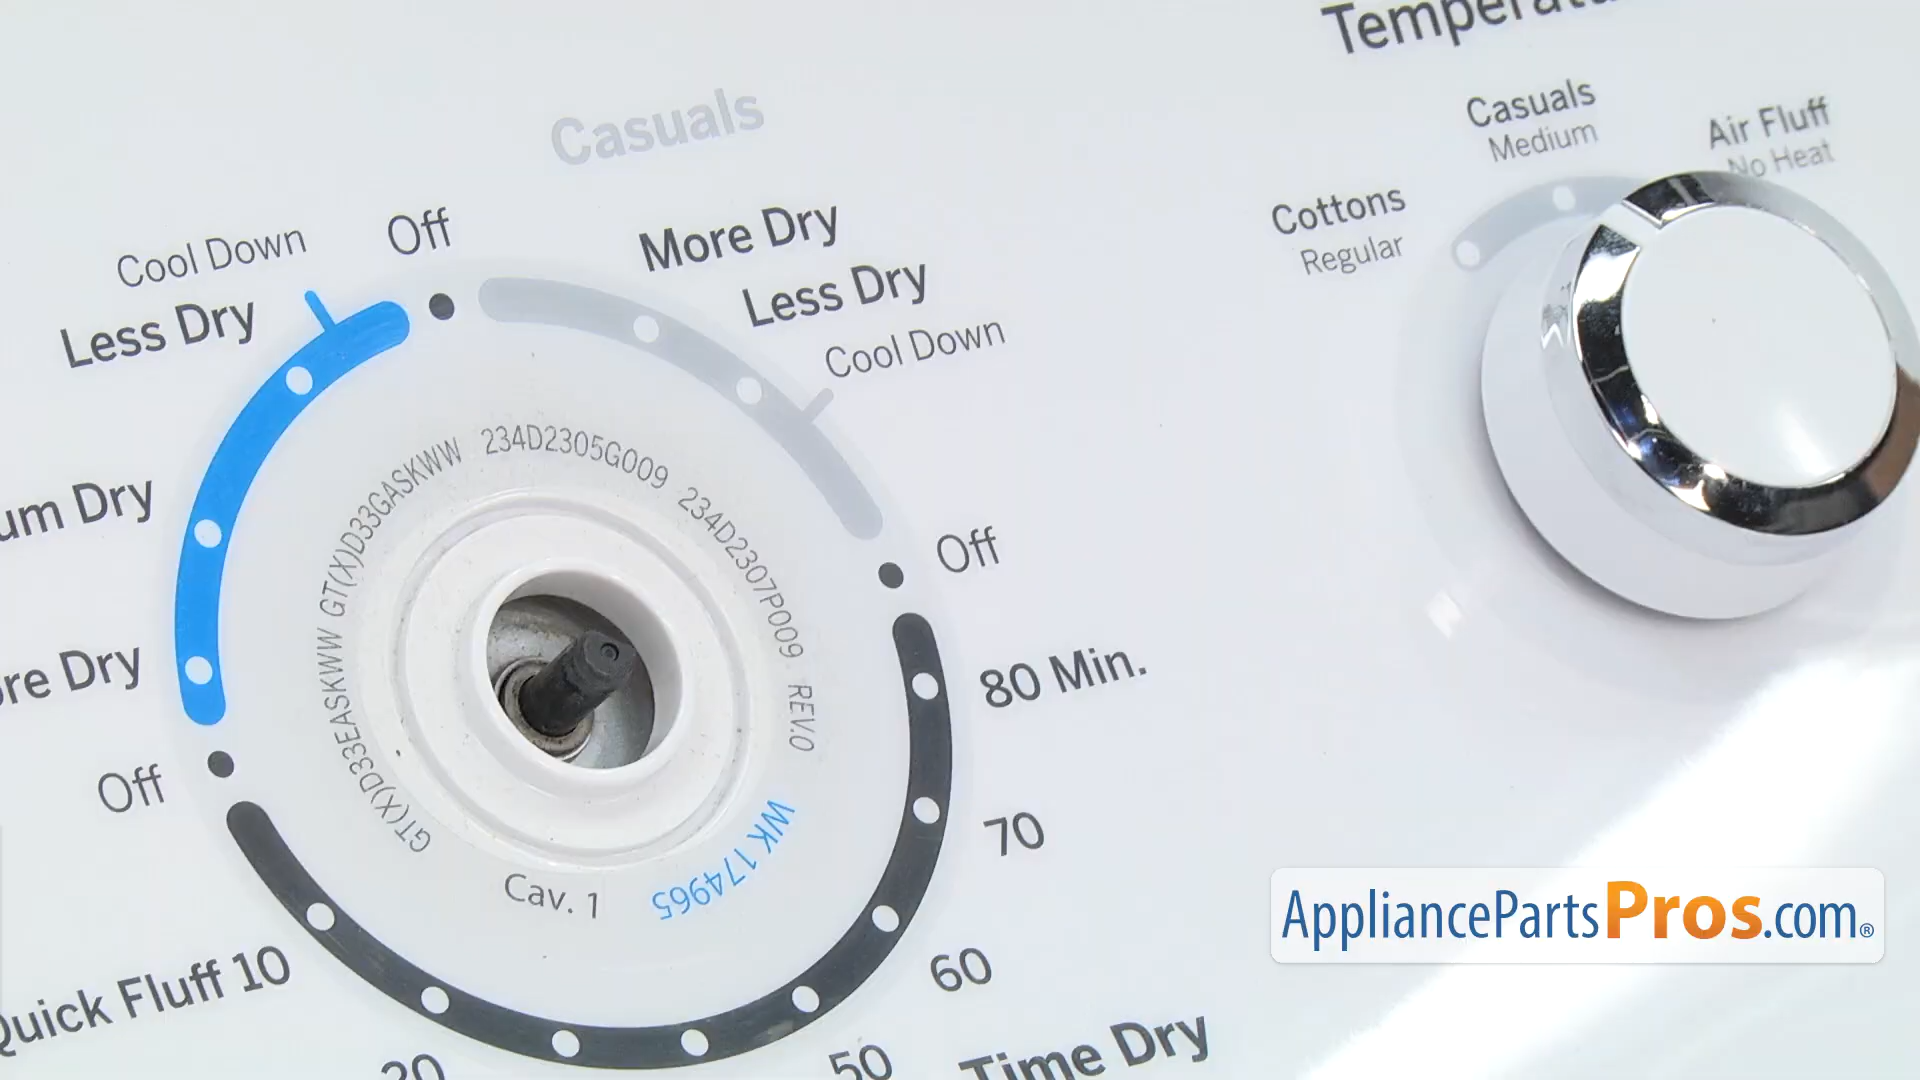 Temperatu
Casuals
Medium
Air Fluff
No Heat
Cottons
Regular
Casuals
Cool Down
Off
Less Dry
More Dry
Less Dry
Cool Down
um Dry
re Dry
Off
Off
80 Min.
70
60
50
20
Quick Fluff 10
Time Dry
GT(X)D33EASKWW GT(X)D33GASKWW 234D2305G009 234D2307P009 REV.0
Cav. 1
WK 174965
AppliancePartsPros.com®